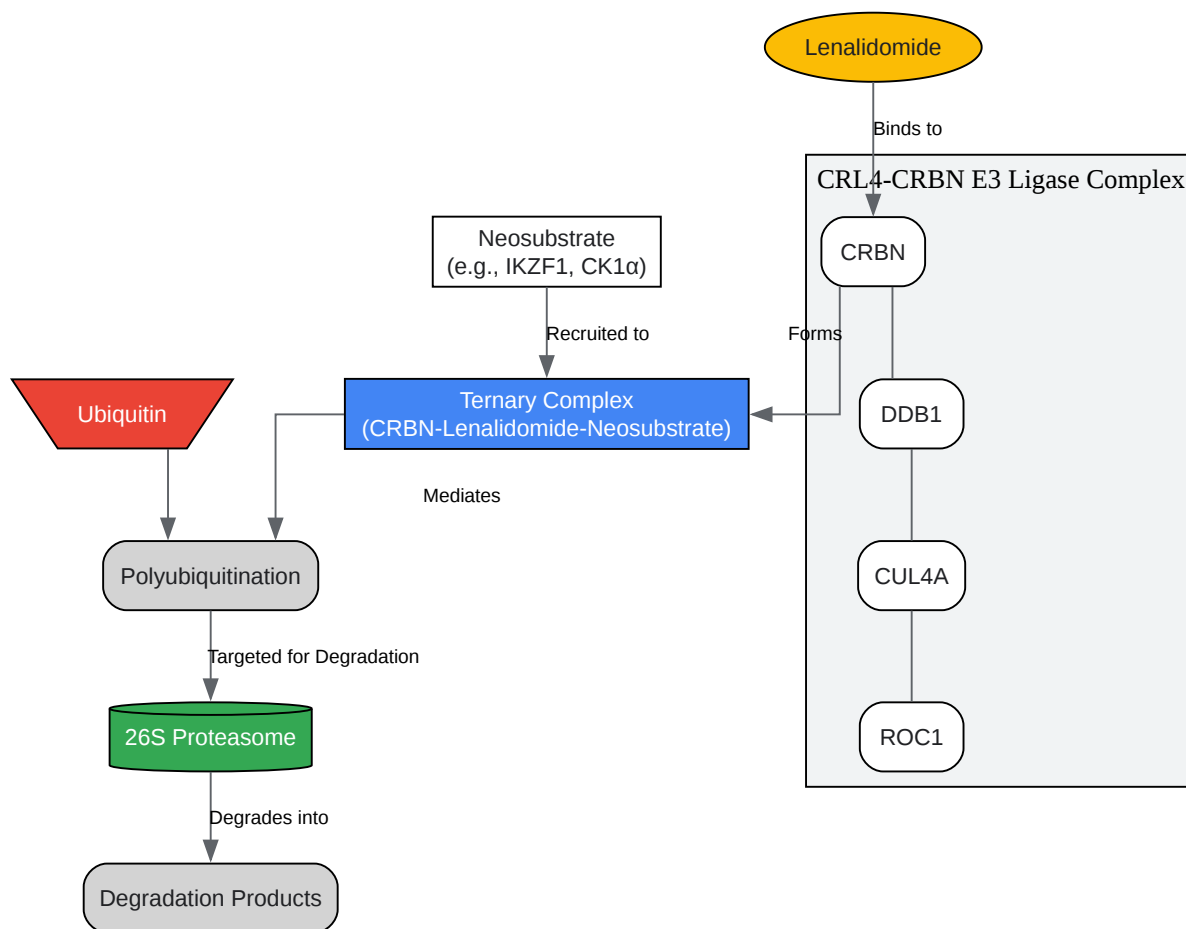 Lenalidomide
Binds to
CRL4-CRBN E3 Ligase Complex
Neosubstrate
(e.g., IKZF1, CK1α)
CRBN
Recruited to
Forms
Ubiquitin
Ternary Complex
(CRBN-Lenalidomide-Neosubstrate)
DDB1
Mediates
Polyubiquitination
CUL4A
Targeted for Degradation
26S Proteasome
ROC1
Degrades into
Degradation Products